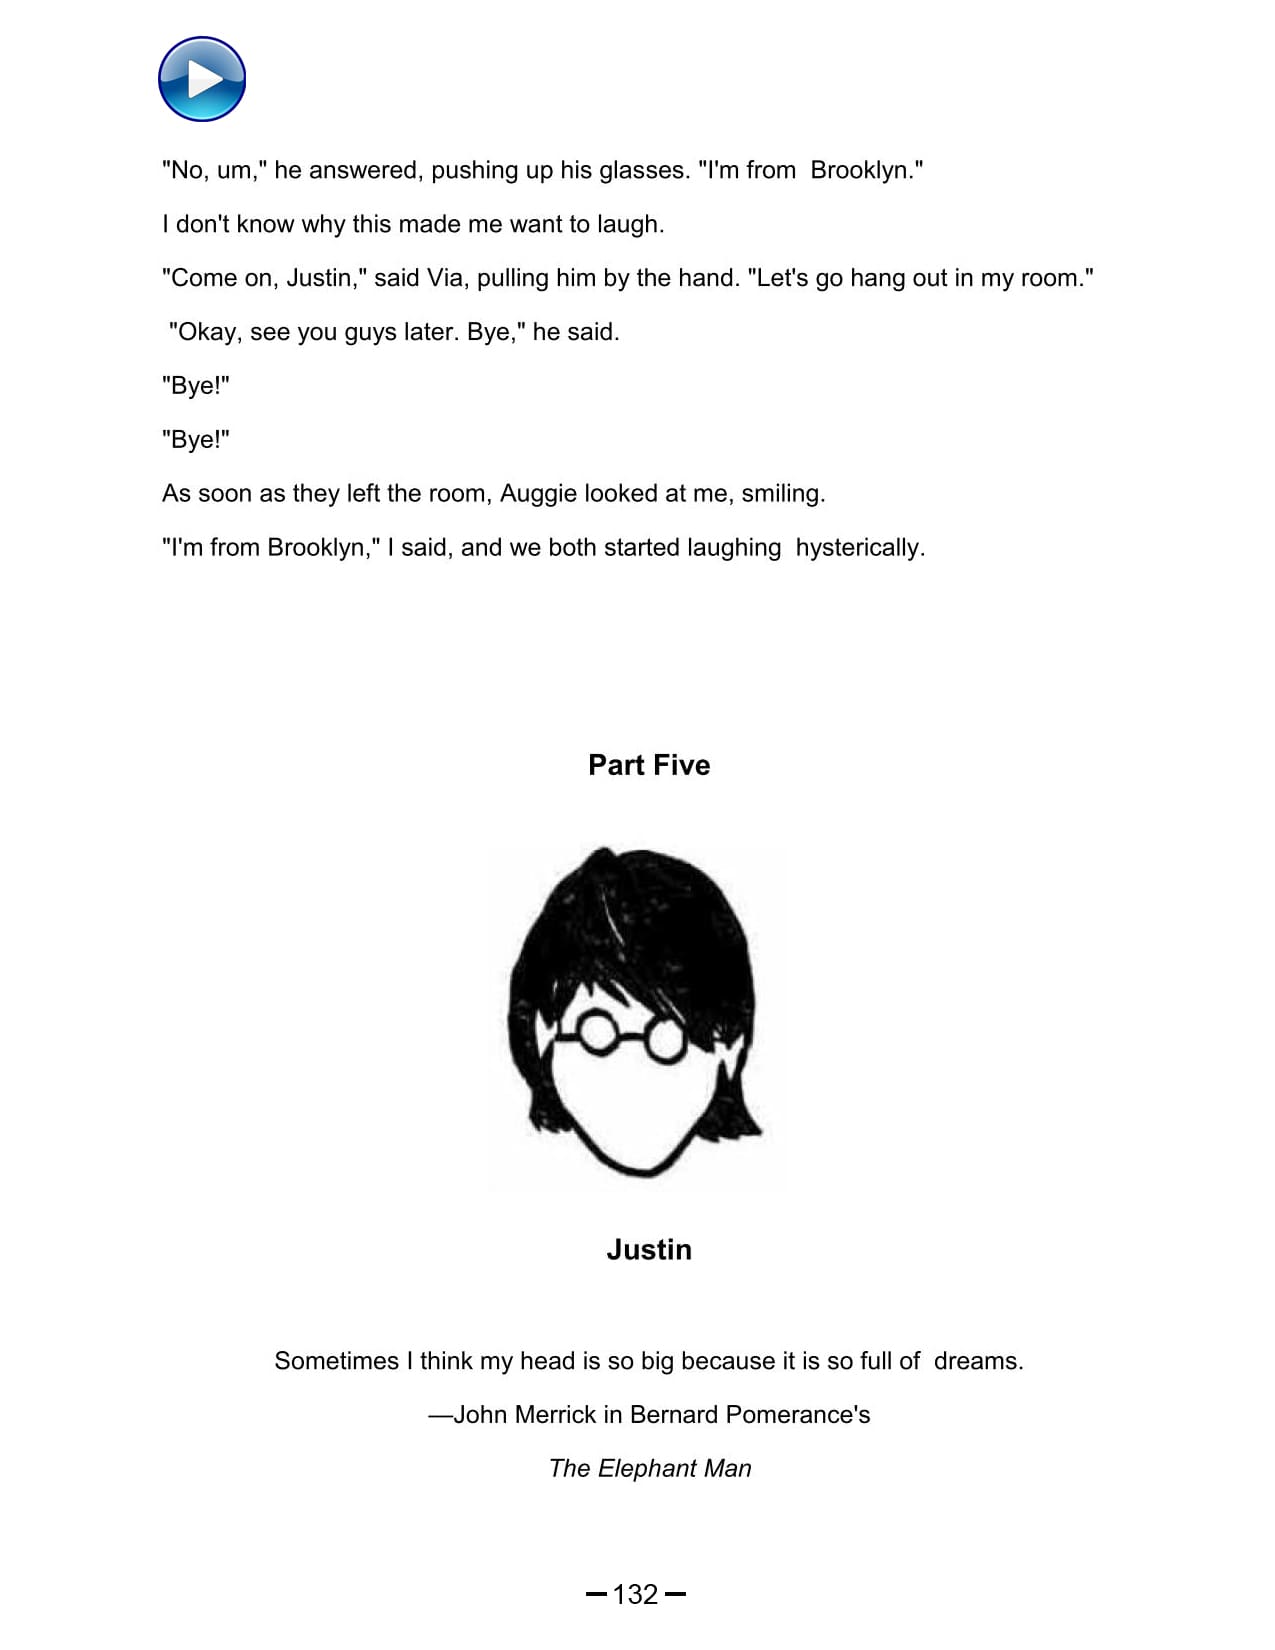 "No, um," he answered, pushing up his glasses. "I'm from  Brooklyn."
I don't know why this made me want to laugh.
"Come on, Justin," said Via, pulling him by the hand. "Let's go hang out in my room."
"Okay, see you guys later. Bye," he said.
"Bye!"
"Bye!"
As soon as they left the room, Auggie looked at me, smiling.
"I'm from Brooklyn," I said, and we both started laughing  hysterically.
Part Five
Justin
Sometimes I think my head is so big because it is so full of  dreams.
—John Merrick in Bernard Pomerance's
The Elephant Man
— 132 —